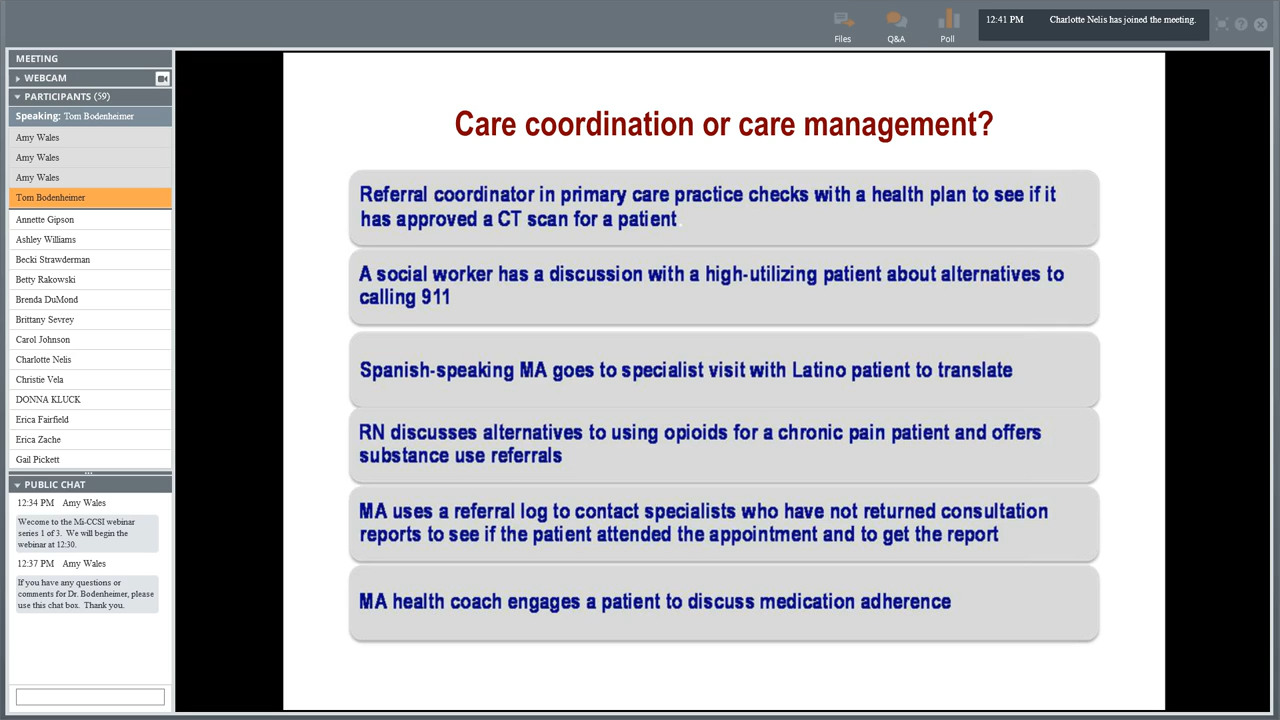 Files
Q&A
Poll
12:41 PM Charlotte Nelis has joined the meeting.
MEETING
WEBCAM
PARTICIPANTS (59)
Speaking: Tom Bodenheimer
Amy Wales
Amy Wales
Amy Wales
Tom Bodenheimer
Annette Gipson
Ashley Williams
Becki Strawderman
Betty Rakowski
Brenda DuMond
Brittany Sevrey
Carol Johnson
Charlotte Nelis
Christie Vela
DONNA KLUCK
Erica Fairfield
Erica Zache
Gail Pickett
PUBLIC CHAT
12:34 PM Amy Wales
Wecome to the Mi-CCSI webinar
series 1 of 3. We will begin the
webinar at 12:30.
12:37 PM Amy Wales
If you have any questions or
comments for Dr. Bodenheimer, please
use this chat box. Thank you.
Care coordination or care management?
Referral coordinator in primary care practice checks with a health plan to see if it
has approved a CT scan for a patient.
A social worker has a discussion with a high-utilizing patient about alternatives to
calling 911
Spanish-speaking MA goes to specialist visit with Latino patient to translate
RN discusses alternatives to using opioids for a chronic pain patient and offers
substance use referrals
MA uses a referral log to contact specialists who have not returned consultation
reports to see if the patient attended the appointment and to get the report
MA health coach engages a patient to discuss medication adherence